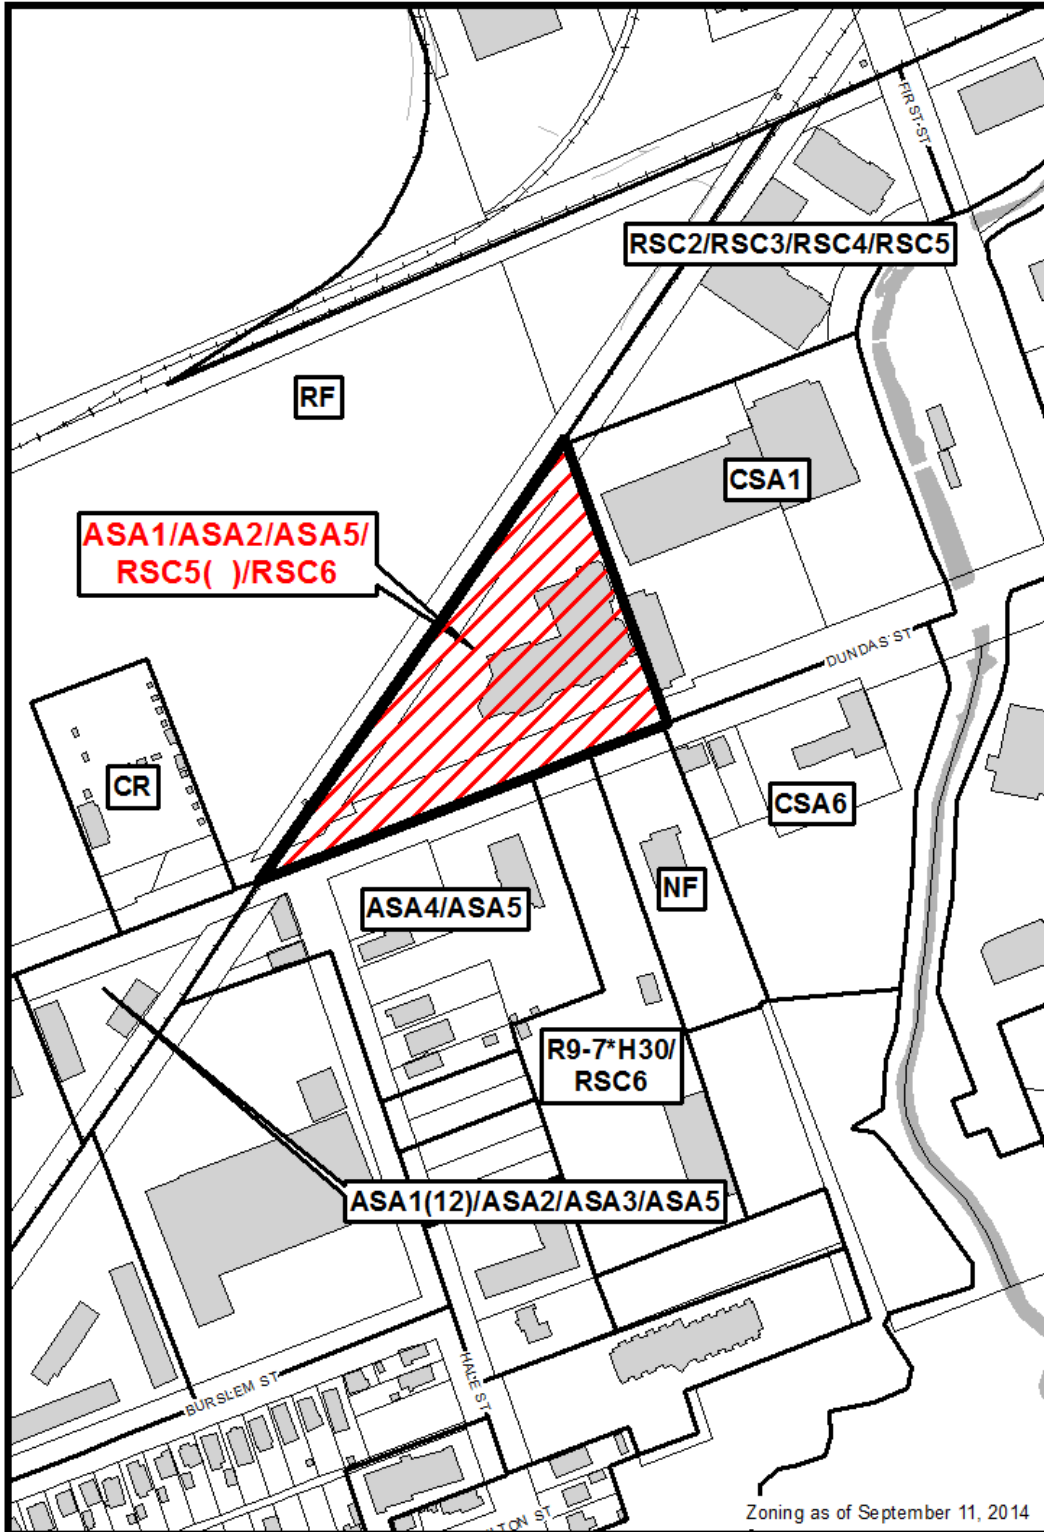 FIRST ST
RSC2/RSC3/RSC4/RSC5
RF
CSA1
ASA1/ASA2/ASA5/
RSC5(  )/RSC6
DUNDAS ST
CR
CSA6
NF
ASA4/ASA5
R9-7*H30/
RSC6
ASA1(12)/ASA2/ASA3/ASA5
HALE ST
BURSLEM ST
ST
Zoning as of September 11, 2014